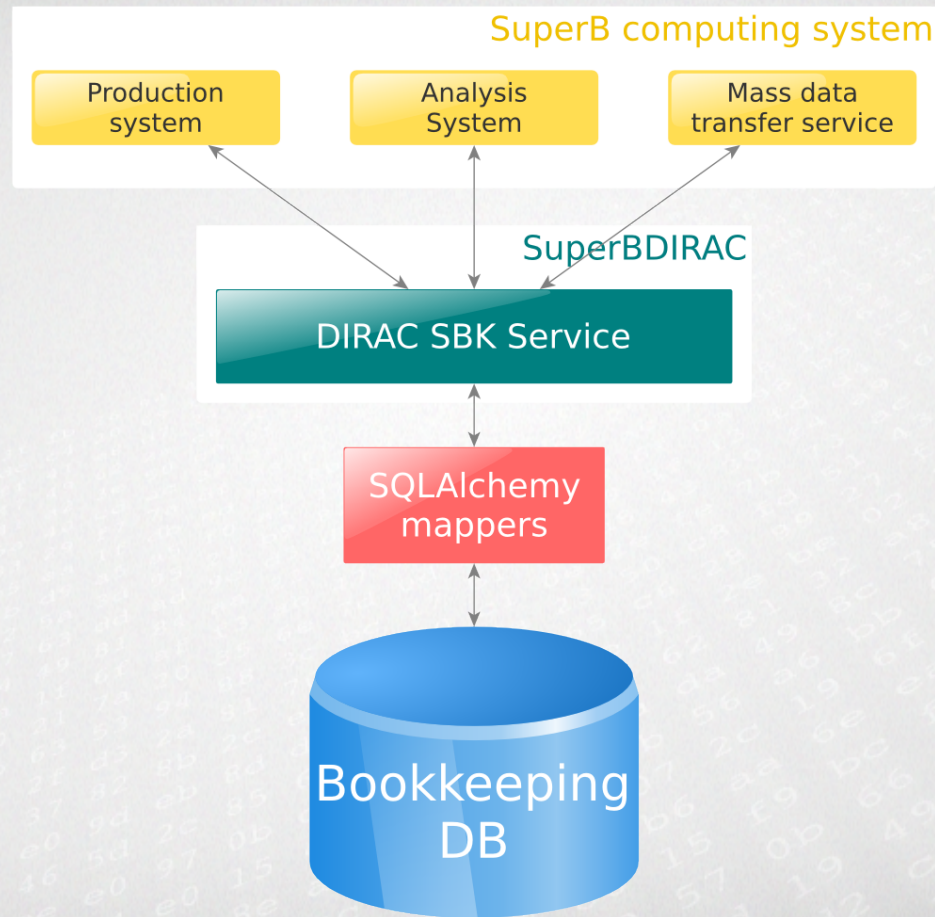 SuperB computing system
Production
system
Analysis
System
Mass data
transfer service
SuperBDIRAC
DIRAC SBK Service
SQLAlchemy
mappers
Bookkeeping
DB